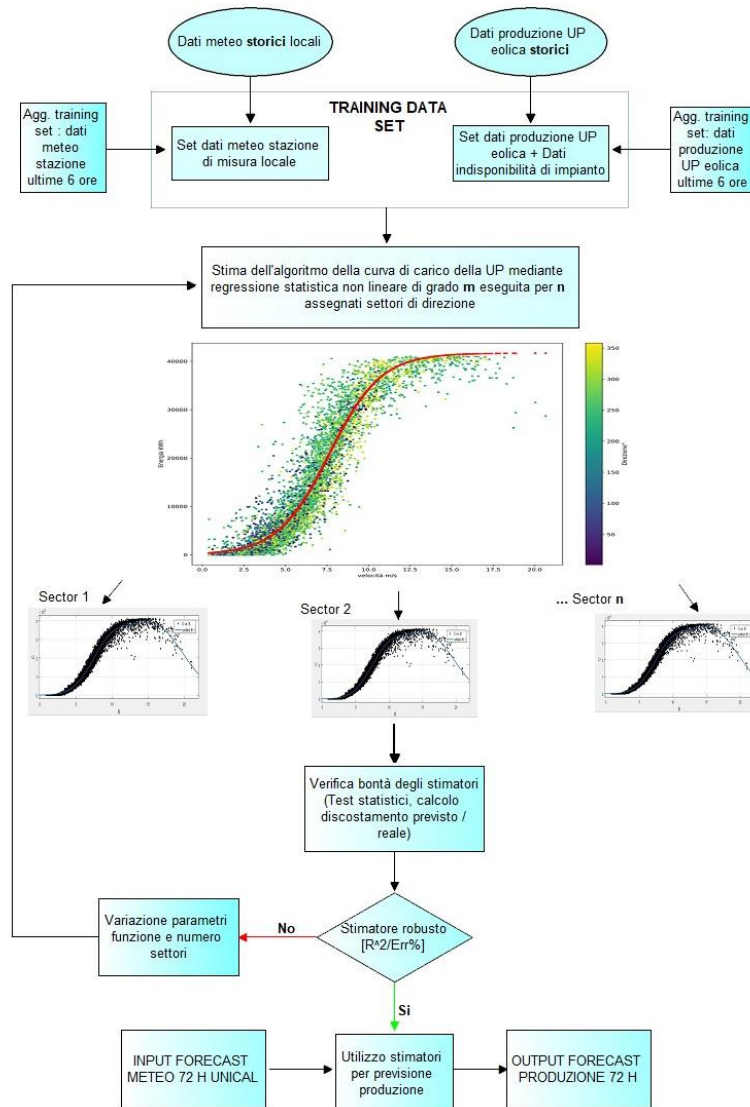 Dati meteo storici locali
Dati produzione UP
eolica storici
TRAINING DATA
SET
Agg. training
set : dati
meteo
stazione
ultime 6 ore
Set dati meteo stazione
di misura locale
Set dati produzione UP
eolica + Dati
indisponibilità di impianto
Agg. training
set: dati
produzione
UP eolica
ultime 6 ore
Stima dell'algoritmo della curva di carico della UP mediante
regressione statistica non lineare di grado m eseguita per n
assegnati settori di direzione
40000
30000
20000
10000
0
Energia kWh
0.0 2.5 5.0 7.5 10.0 12.5 15.0 17.5 20.0
velocità m/s
350
300
250
200
150
100
50
Direzione°
Sector 1
Sector 2
... Sector n
Verifica bontà degli stimatori
(Test statistici, calcolo
discostamento previsto /
reale)
Stimatore robusto
[R^2/Err%]
No
Variazione parametri
funzione e numero
settori
Si
INPUT FORECAST
METEO 72 H UNICAL
Utilizzo stimatori
per previsione
produzione
OUTPUT FORECAST
PRODUZIONE 72 H